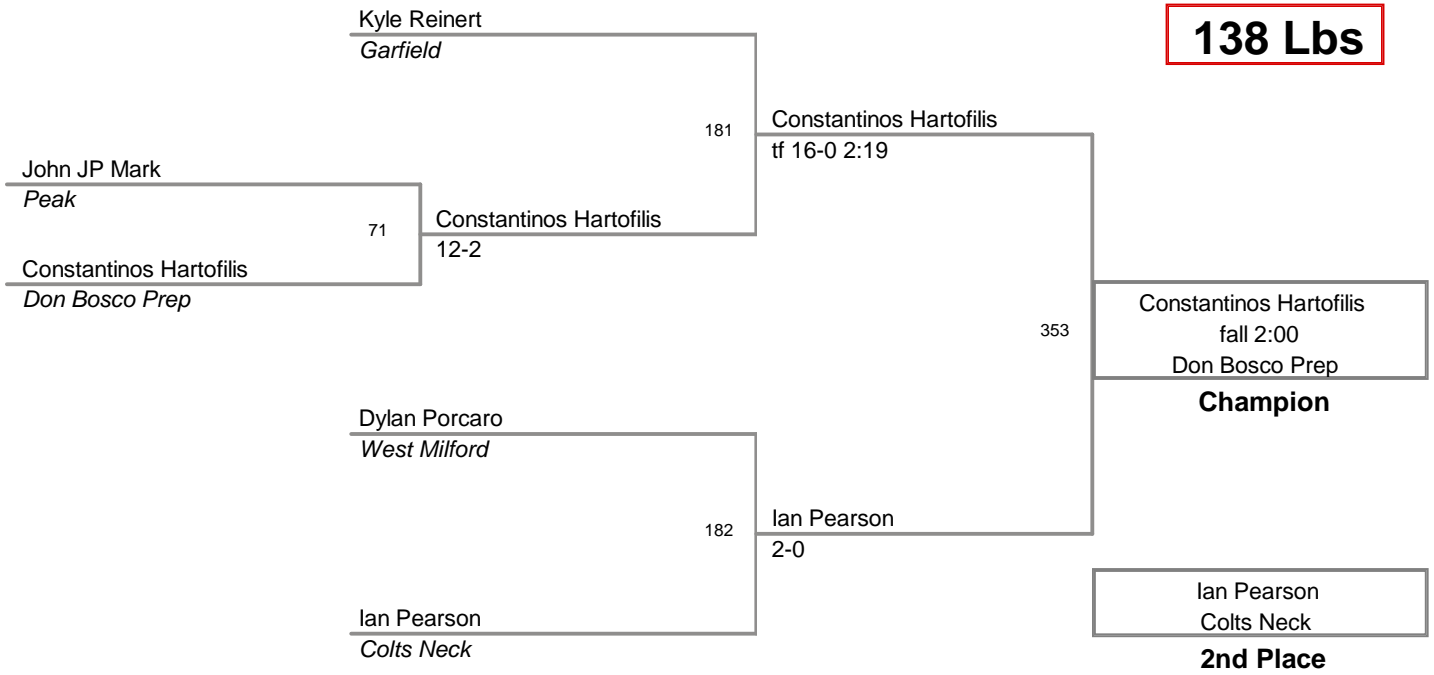 Kyle Reinert
Garfield
138 Lbs
181
Constantinos Hartofilis
tf 16-0 2:19
John JP Mark
Peak
71
Constantinos Hartofilis
12-2
Constantinos Hartofilis
Don Bosco Prep
353
Constantinos Hartofilis
fall 2:00
Don Bosco Prep
Champion
Dylan Porcaro
West Milford
182
Ian Pearson
2-0
Ian Pearson
Colts Neck
Ian Pearson
Colts Neck
2nd Place